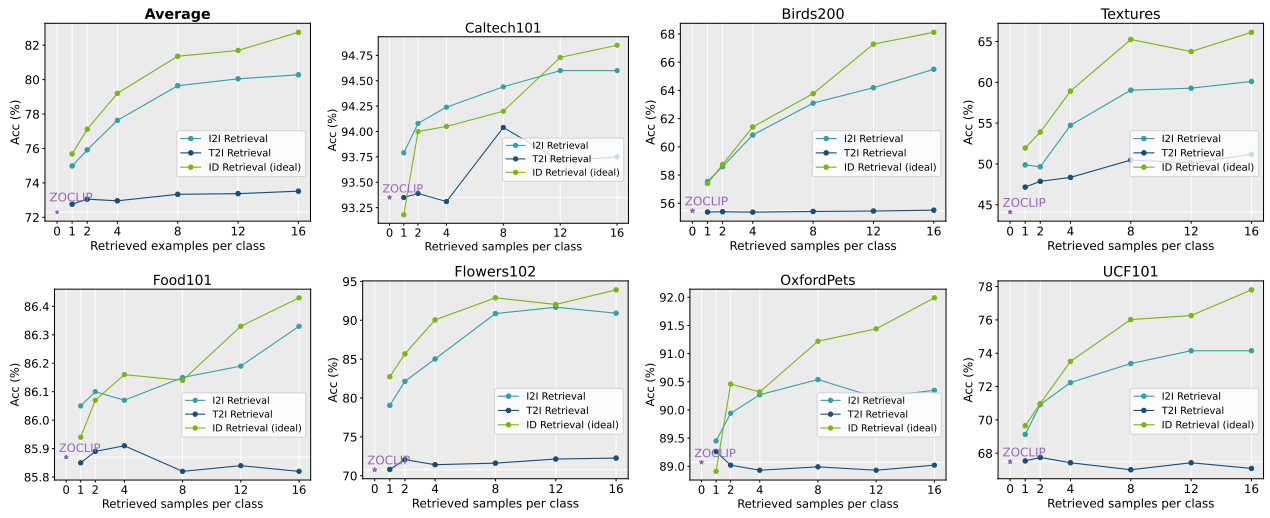 Average
Acc (%)
82
80
78
76
74
72
ZOCLIP
I2I Retrieval
T2I Retrieval
ID Retrieval (ideal)
0 1 2 4 8 12 16
Retrieved examples per class
Caltech101
Acc (%)
94.75
94.50
94.25
94.00
93.75
93.50
93.25
ZOCLIP
I2I Retrieval
T2I Retrieval
ID Retrieval (ideal)
0 1 2 4 8 12 16
Retrieved samples per class
Birds200
Acc (%)
68
66
64
62
60
58
56
ZOCLIP
I2I Retrieval
T2I Retrieval
ID Retrieval (ideal)
0 1 2 4 8 12 16
Retrieved samples per class
Textures
Acc (%)
65
60
55
50
45
ZOCLIP
I2I Retrieval
T2I Retrieval
ID Retrieval (ideal)
0 1 2 4 8 12 16
Retrieved samples per class
Food101
Acc (%)
86.4
86.3
86.2
86.1
86.0
85.9
85.8
ZOCLIP
I2I Retrieval
T2I Retrieval
ID Retrieval (ideal)
0 1 2 4 8 12 16
Retrieved samples per class
Flowers102
Acc (%)
95
90
85
80
75
70
ZOCLIP
I2I Retrieval
T2I Retrieval
ID Retrieval (ideal)
0 1 2 4 8 12 16
Retrieved samples per class
OxfordPets
Acc (%)
92.0
91.5
91.0
90.5
90.0
89.5
89.0
ZOCLIP
I2I Retrieval
T2I Retrieval
ID Retrieval (ideal)
0 1 2 4 8 12 16
Retrieved samples per class
UCF101
Acc (%)
78
76
74
72
70
68
ZOCLIP
I2I Retrieval
T2I Retrieval
ID Retrieval (ideal)
0 1 2 4 8 12 16
Retrieved samples per class